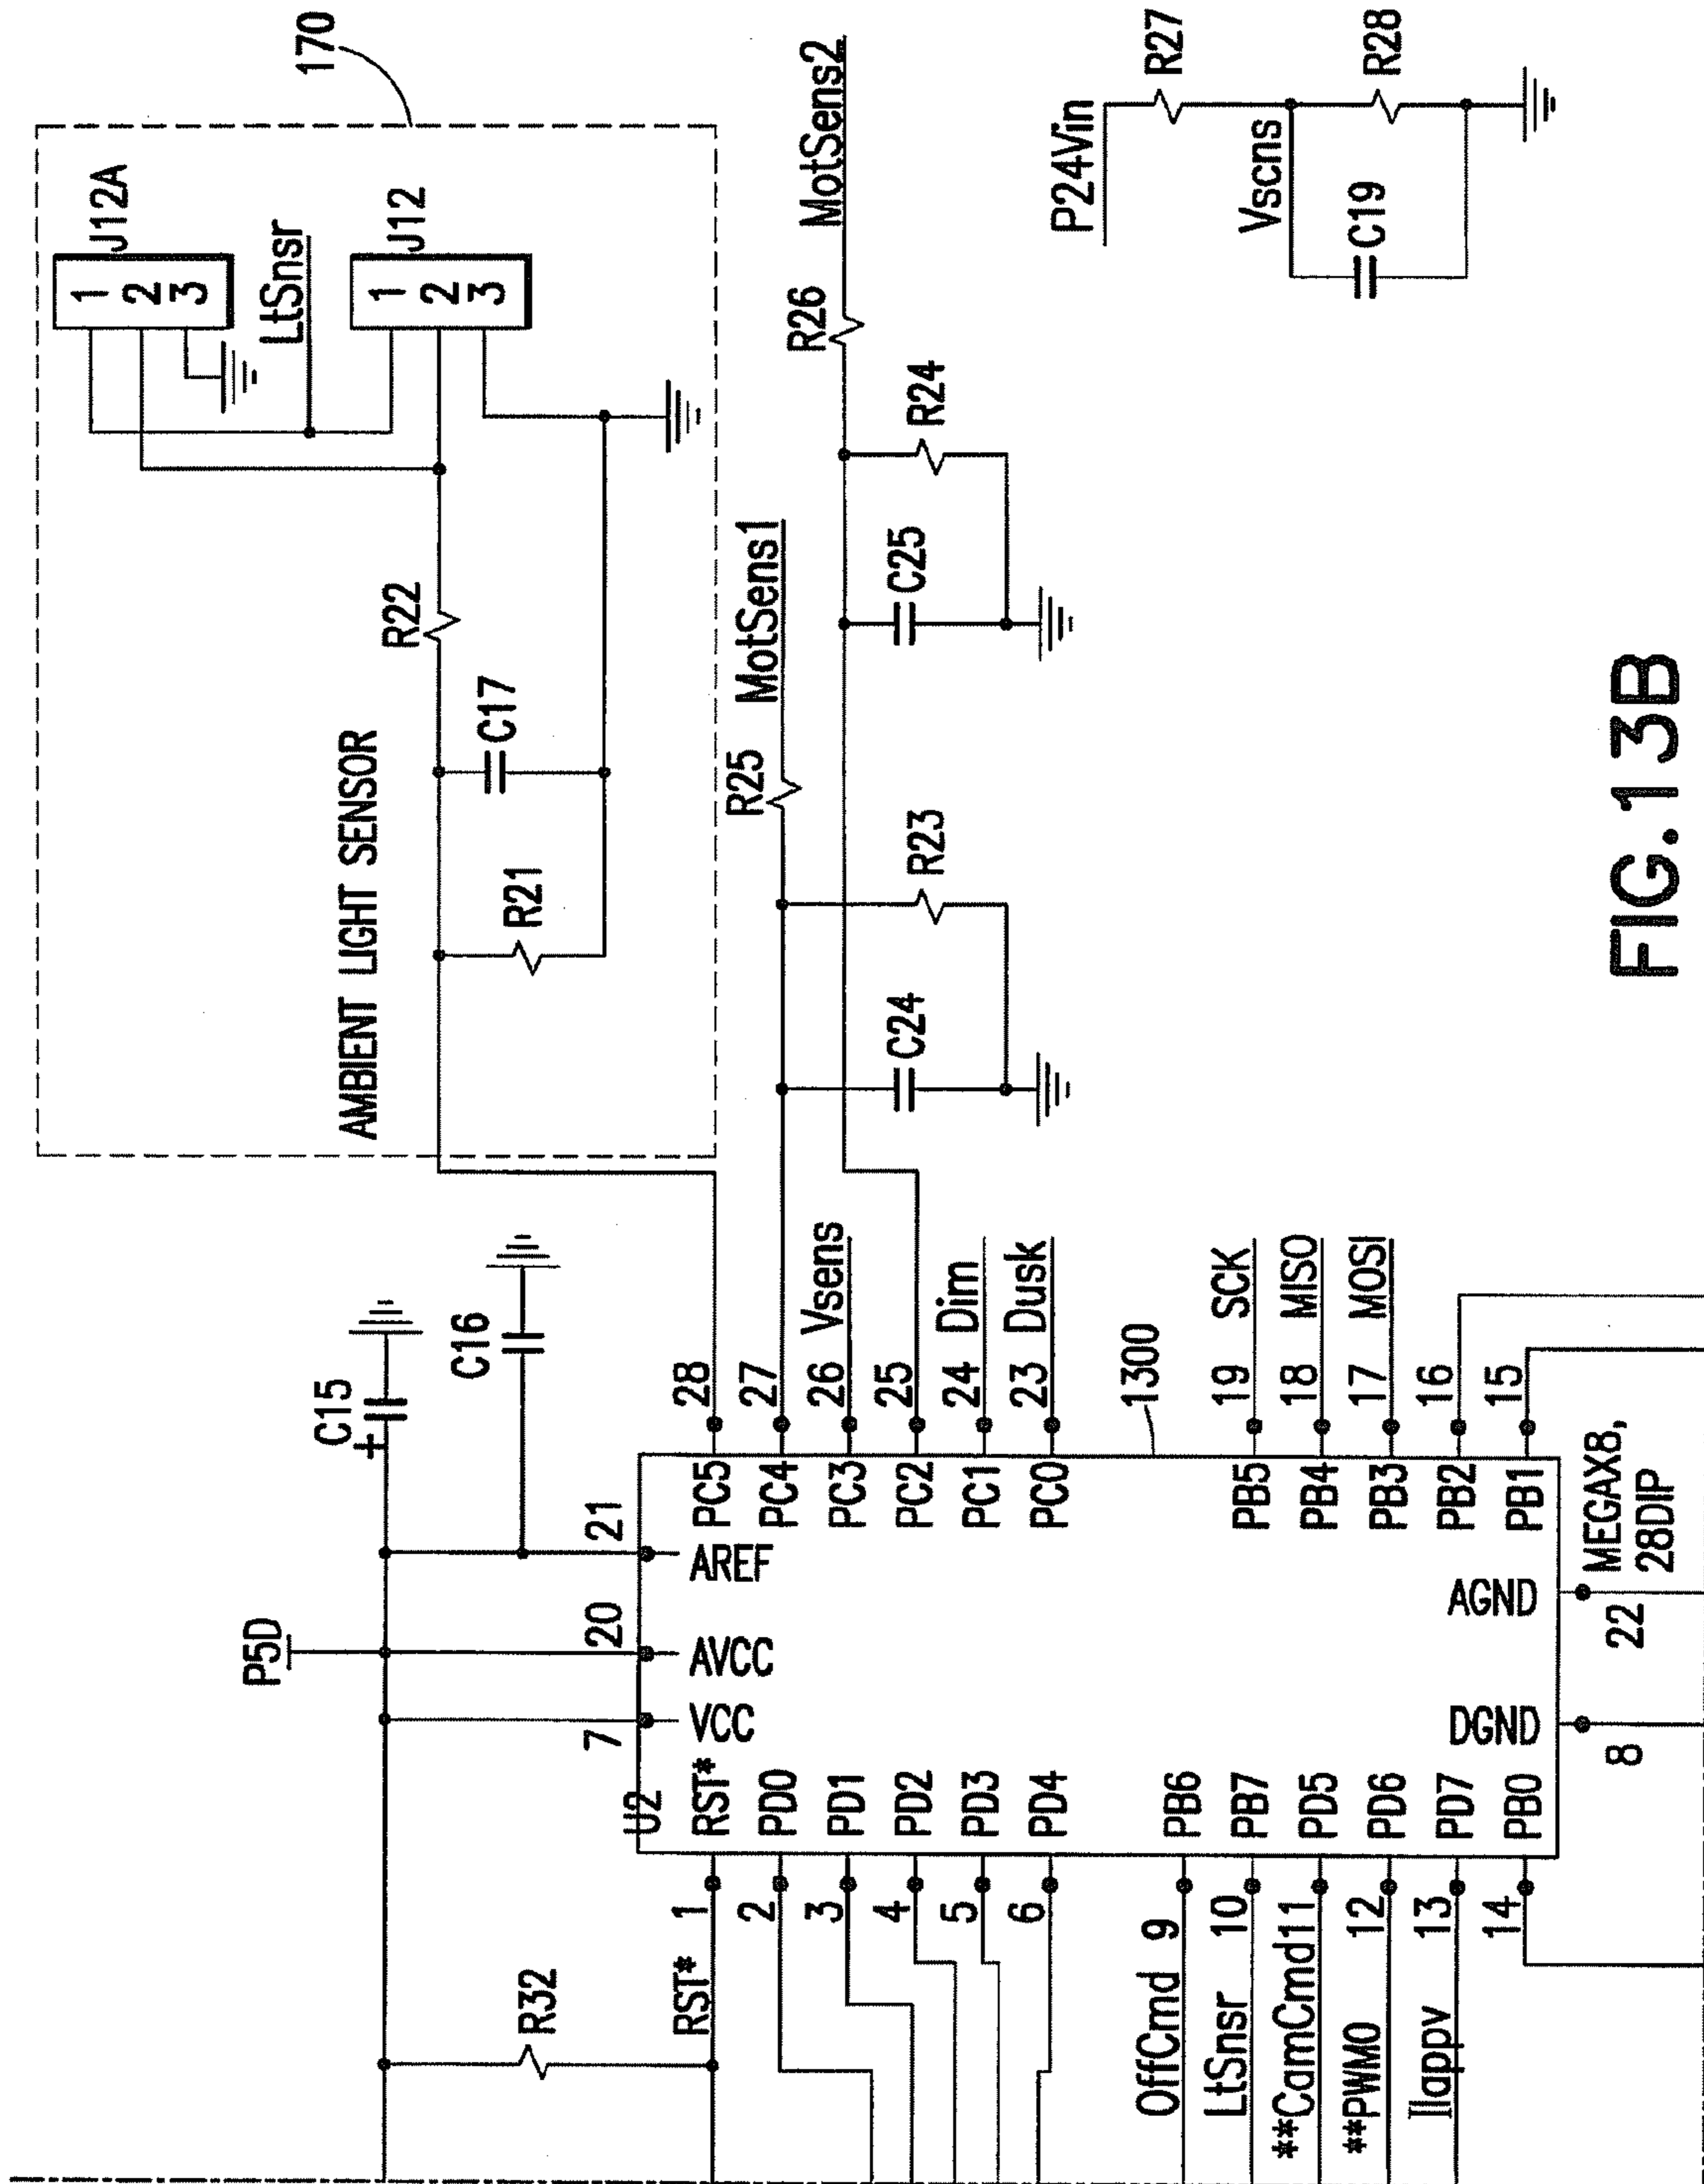 170
AMBIENT LIGHT SENSOR
J12A
1
2
3
LtSnsr
J12
1
2
3
R22
C17
R21
MotSens1
R25
R23
C24
MotSens2
R26
R24
C25
P24Vin
R27
Vscns
R28
C19
P5D
C15
+
C16
R32
RST*
U2
7
20
21
VCC
AVCC
AREF
1 RST*
2 PD0
3 PD1
4 PD2
5 PD3
6 PD4
OffCmd 9 PB6
LtSnsr 10 PB7
**CamCmd11 PD5
**PWM0 12 PD6
13 PD7
14 PB0
PC5 28
PC4 27
PC3 26 Vsens
PC2 25
PC1 24 Dim
PC0 23 Dusk
1300
PB5 19 SCK
PB4 18 MISO
PB3 17 MOSI
PB2 16
PB1 15
DGND
AGND
8
22
MEGAX8,
28DIP
FIG.13B